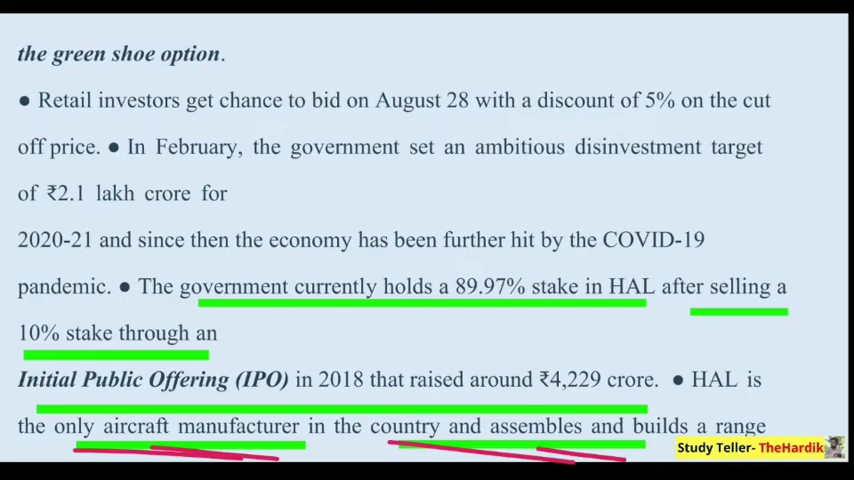 the green shoe option.
● Retail investors get chance to bid on August 28 with a discount of 5% on the cut
off price. ● In February, the government set an ambitious disinvestment target
of ₹2.1 lakh crore for
2020-21 and since then the economy has been further hit by the COVID-19
pandemic. ● The government currently holds a 89.97% stake in HAL after selling a
10% stake through an
Initial Public Offering (IPO) in 2018 that raised around ₹4,229 crore. ● HAL is
the only aircraft manufacturer in the country and assembles and builds a range
Study Teller- TheHardik